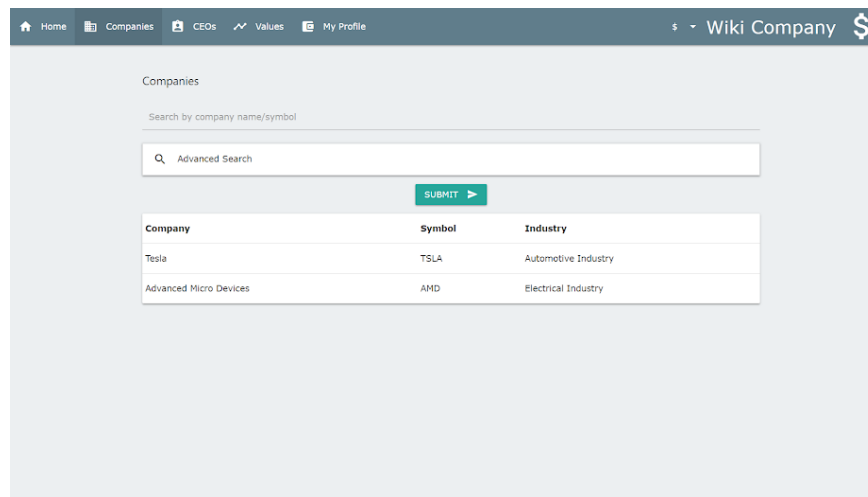 Home Companies CEOs Values My Profile $ Wiki Company $
Companies
Search by company name/symbol
Advanced Search
SUBMIT
Company Symbol Industry
Tesla TSLA Automotive Industry
Advanced Micro Devices AMD Electrical Industry